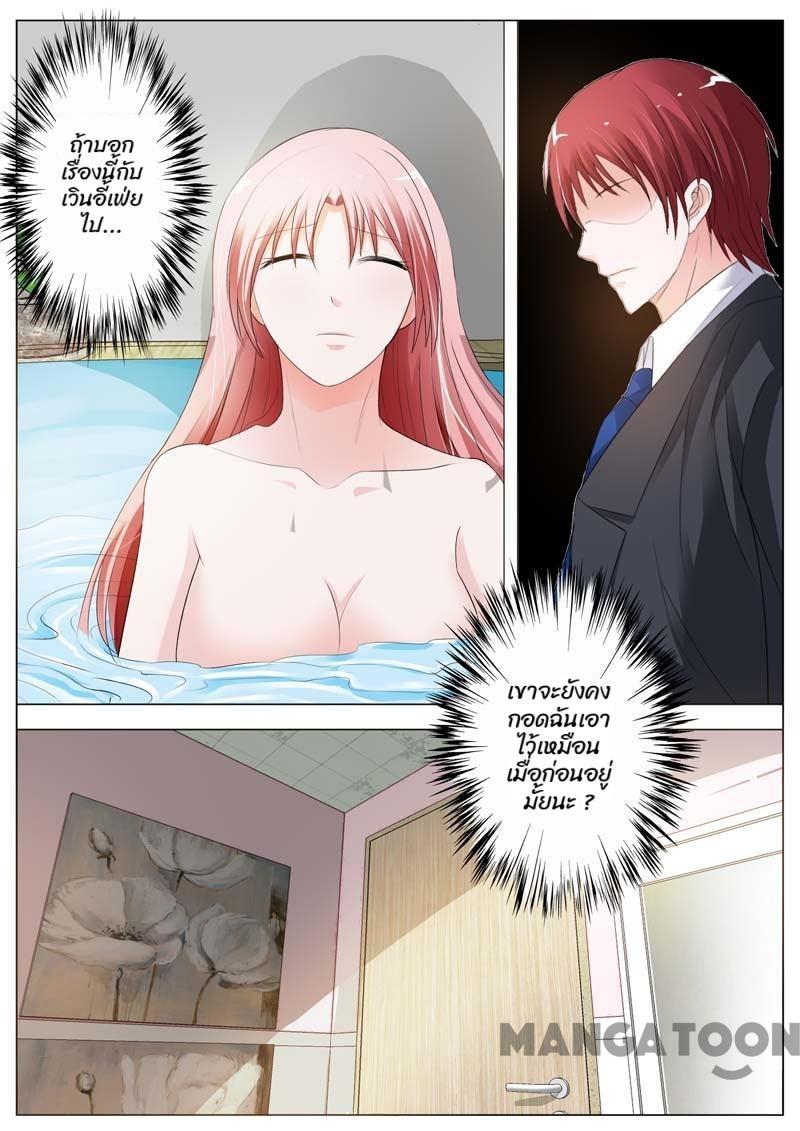 ถ้าบอก
เรื่องนี้กับ
เวินอี้เฟย
ไป...
เขาจะยังคง
กอดฉันเอา
ไว้เหมือน
เมื่อก่อนอยู่
มั้ยนะ ?
MANGATOON